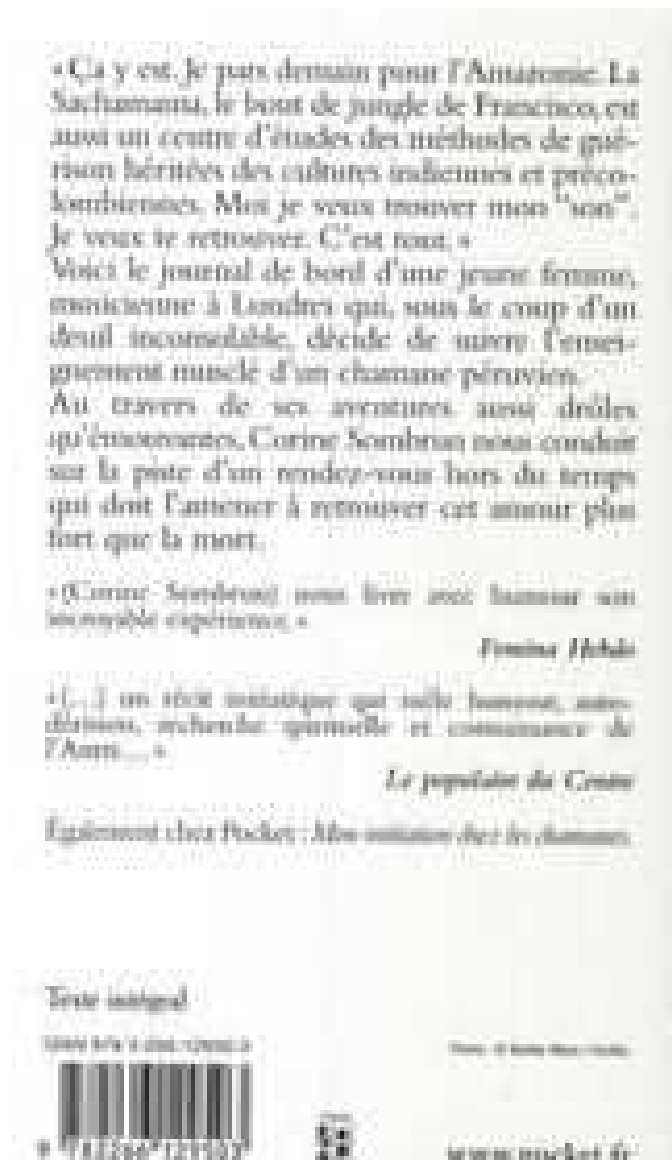 « Ça y est. Je pars demain pour l'Amazonie. La
Sachamama, le bout de jungle de Francisco, est
aussi un centre d'études des méthodes de gué-
rison héritées des cultures indiennes et préco-
lombiennes. Moi je veux trouver mon "son".
Je veux te retrouver. C'est tout. »
Voici le journal de bord d'une jeune femme,
musicienne à Londres qui, sous le coup d'un
deuil inconsolable, décide de suivre l'ensei-
gnement musclé d'un chamane péruvien.
Au travers de ses aventures aussi drôles
qu'émouvantes, Corine Sombrun nous conduit
sur la piste d'un rendez-vous hors du temps
qui doit l'amener à retrouver cet amour plus
fort que la mort.
« (Corine Sombrun) nous livre avec humour son
incroyable expérience. »
Femina Hebdo
« (...) un récit initiatique qui mêle humour, auto-
dérision, recherche spirituelle et connaissance de
l'Autre... »
Le populaire du Centre
Également chez Pocket : Mon initiation chez les chamanes.
Texte intégral
9 782266 129503
www.pocket.fr